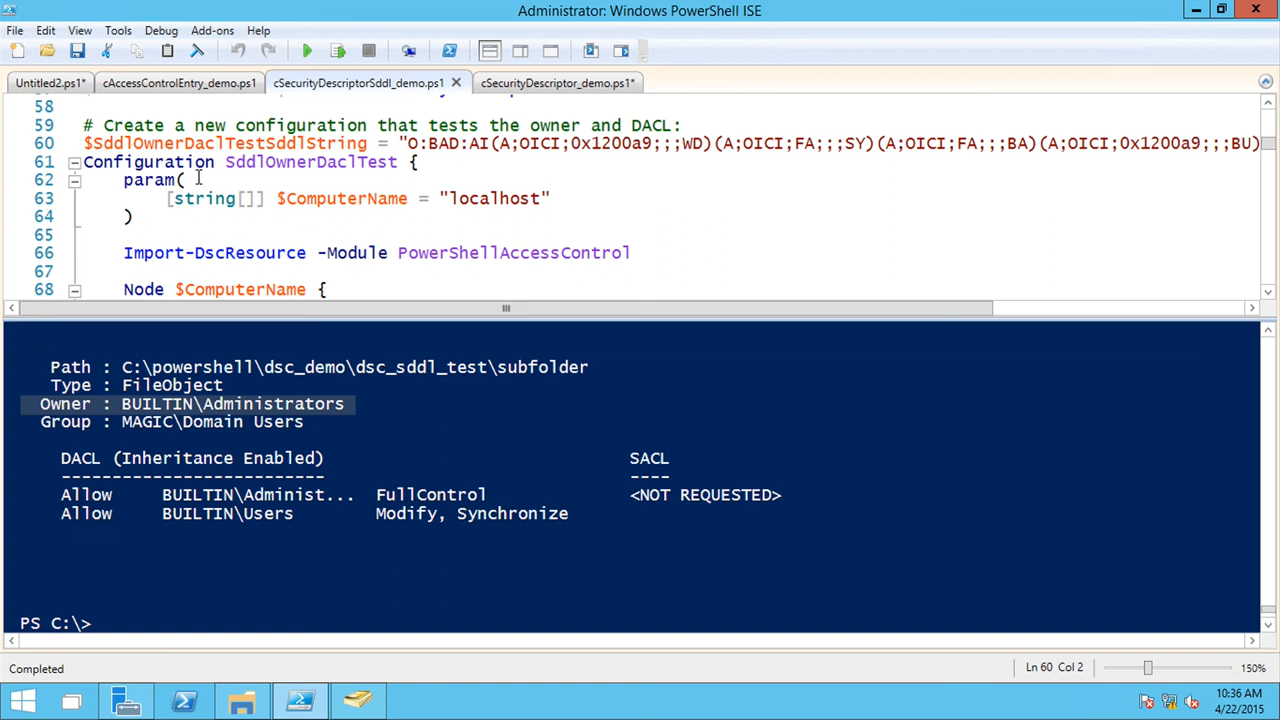 Administrator: Windows PowerShell ISE
File Edit View Tools Debug Add-ons Help
Untitled2.ps1* cAccessControlEntry_demo.ps1 cSecurityDescriptorSddl_demo.ps1 cSecurityDescriptor_demo.ps1*
58
59 # Create a new configuration that tests the owner and DACL:
60 $SddlOwnerDaclTestSddlString = "O:BAD:AI(A;OICI;0x1200a9;;;WD)(A;OICI;FA;;;SY)(A;OICI;FA;;;BA)(A;OICI;0x1200a9;;;BU)
61 Configuration SddlOwnerDaclTest {
62 param(
63 [string[]] $ComputerName = "localhost"
64 )
65
66 Import-DscResource -Module PowerShellAccessControl
67
68 Node $ComputerName {
Path : C:\powershell\dsc_demo\dsc_sddl_test\subfolder
Type : FileObject
Owner : BUILTIN\Administrators
Group : MAGIC\Domain Users
DACL (Inheritance Enabled) SACL
-------------------------- ----
Allow BUILTIN\Administ... FullControl <NOT REQUESTED>
Allow BUILTIN\Users Modify, Synchronize
PS C:\>
Completed Ln 60 Col 2 150%
10:36 AM
4/22/2015